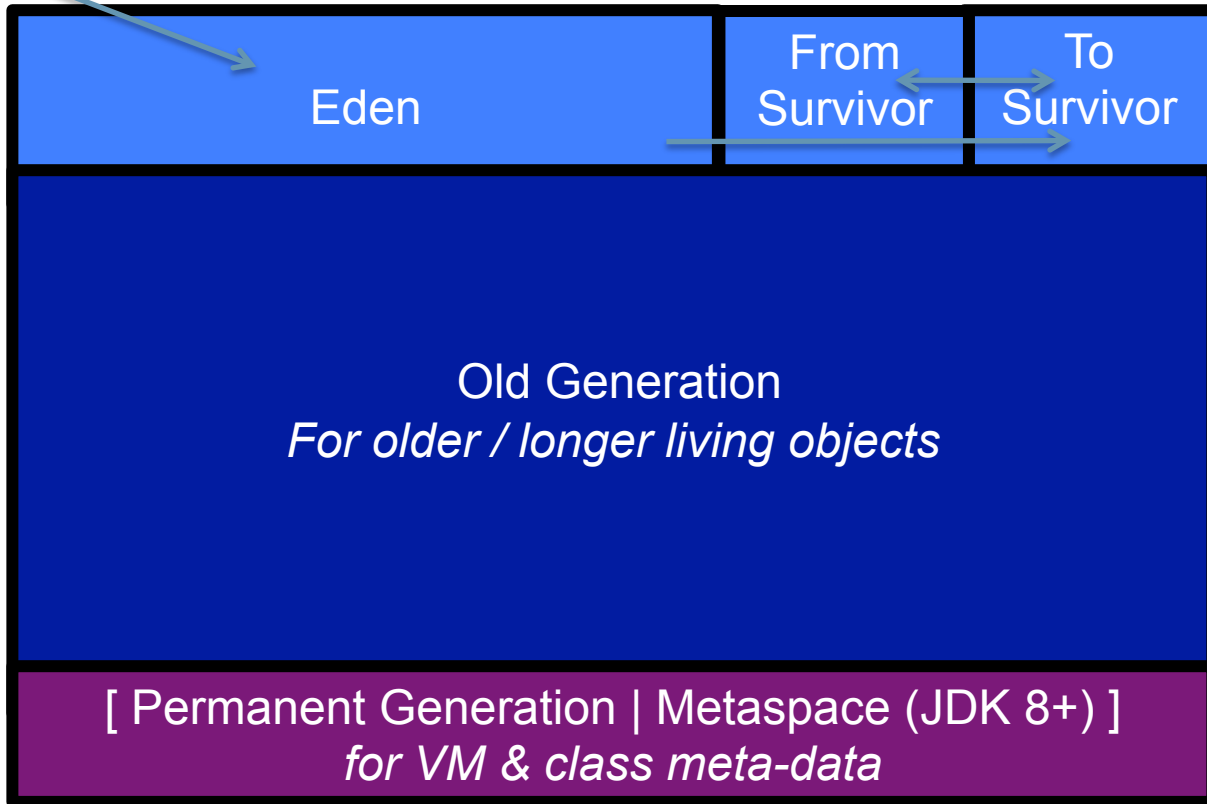 Eden
From
Survivor
To
Survivor
Old Generation
For older / longer living objects
[ Permanent Generation | Metaspace (JDK 8+) ]
for VM & class meta-data